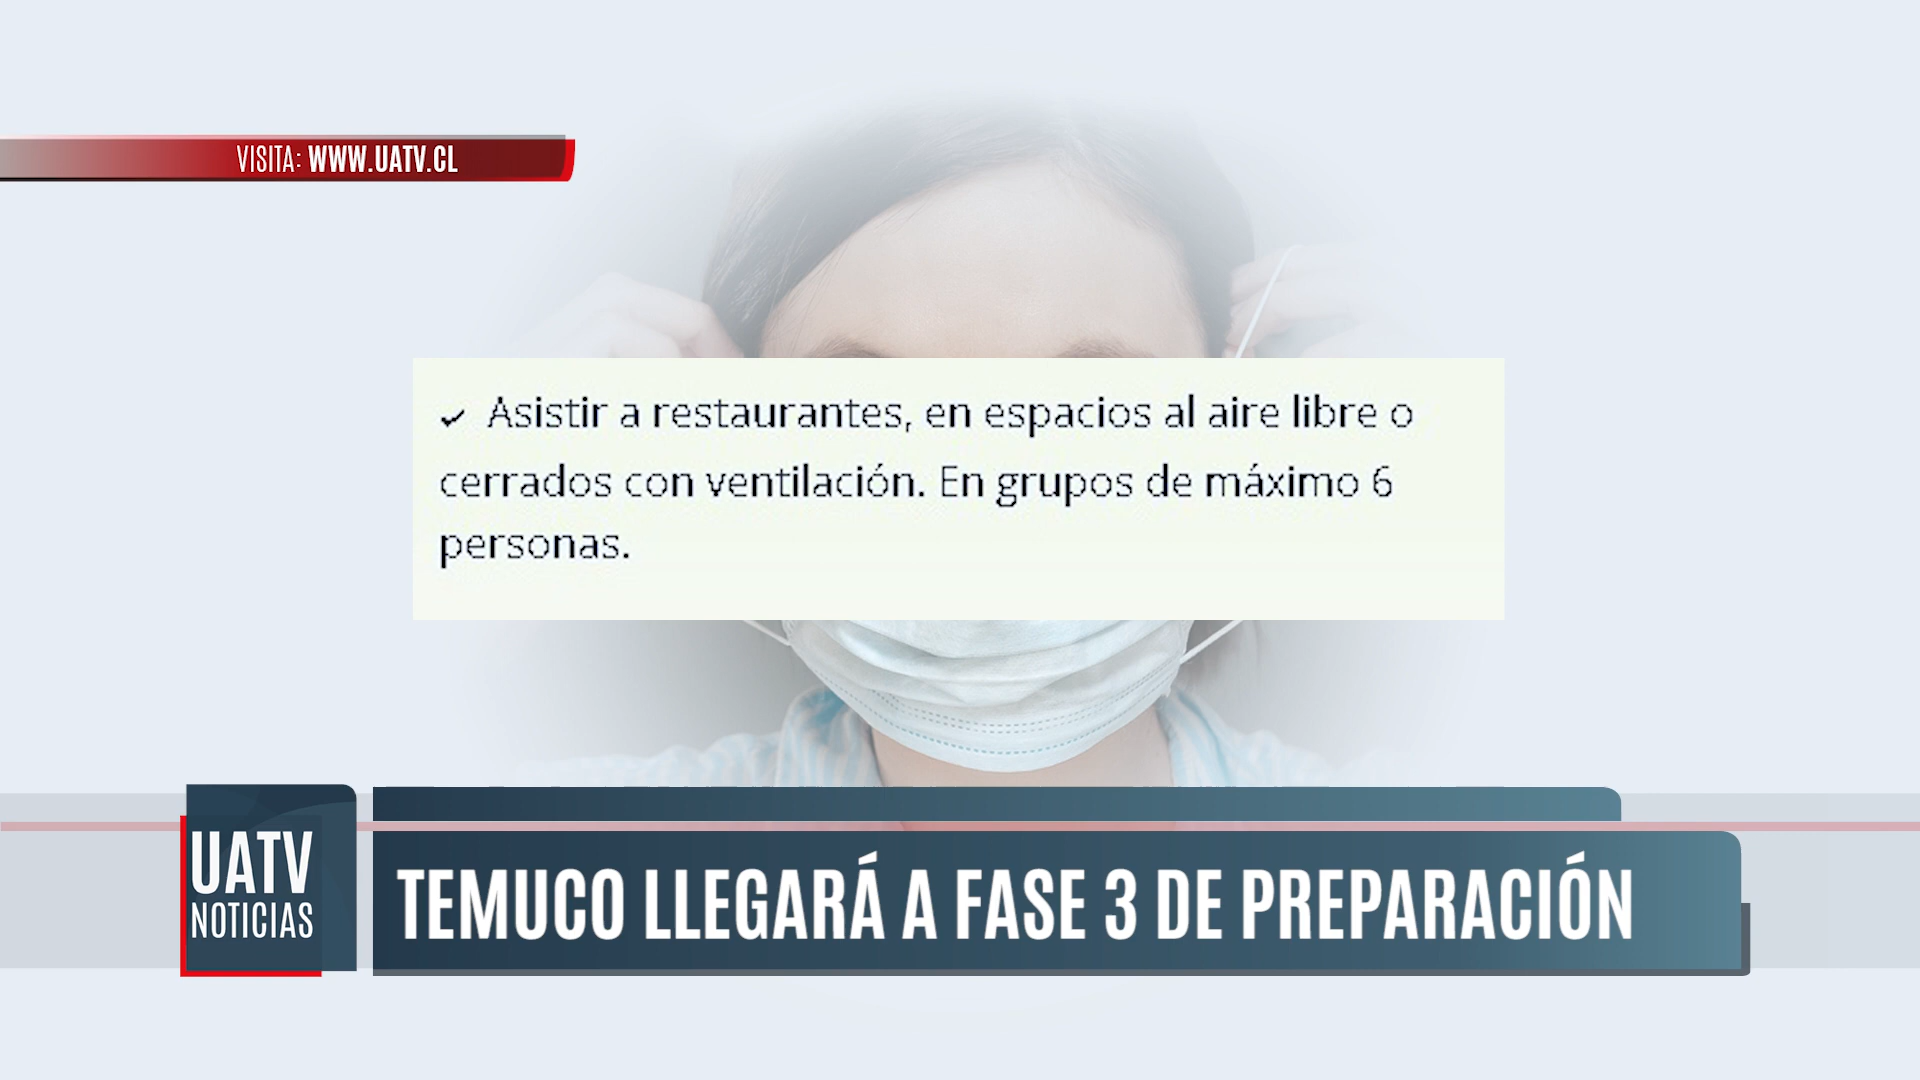 VISITA: WWW.UATV.CL
✓ Asistir a restaurantes, en espacios al aire libre o
cerrados con ventilación. En grupos de máximo 6
personas.
UATV
NOTICIAS
TEMUCO LLEGARÁ A FASE 3 DE PREPARACIÓN